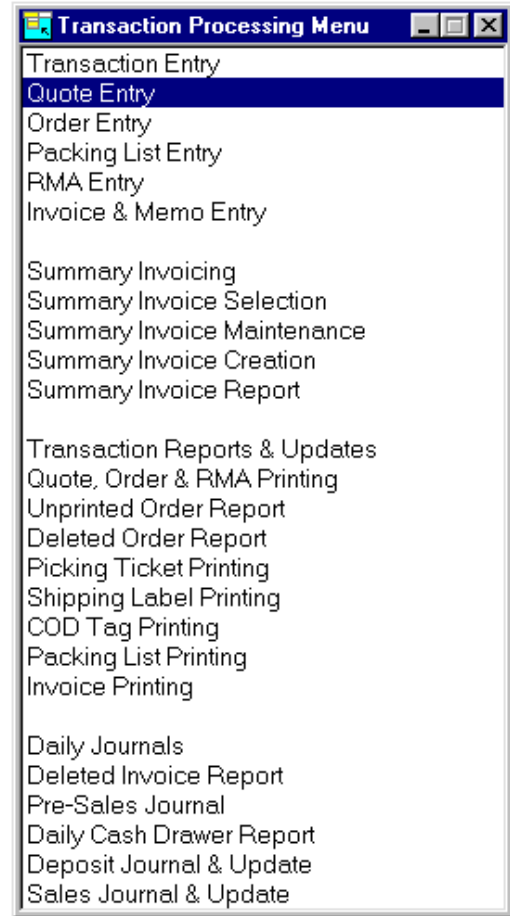 Transaction Processing Menu
Transaction Entry
Quote Entry
Order Entry
Packing List Entry
RMA Entry
Invoice & Memo Entry
Summary Invoicing
Summary Invoice Selection
Summary Invoice Maintenance
Summary Invoice Creation
Summary Invoice Report
Transaction Reports & Updates
Quote, Order & RMA Printing
Unprinted Order Report
Deleted Order Report
Picking Ticket Printing
Shipping Label Printing
COD Tag Printing
Packing List Printing
Invoice Printing
Daily Journals
Deleted Invoice Report
Pre-Sales Journal
Daily Cash Drawer Report
Deposit Journal & Update
Sales Journal & Update